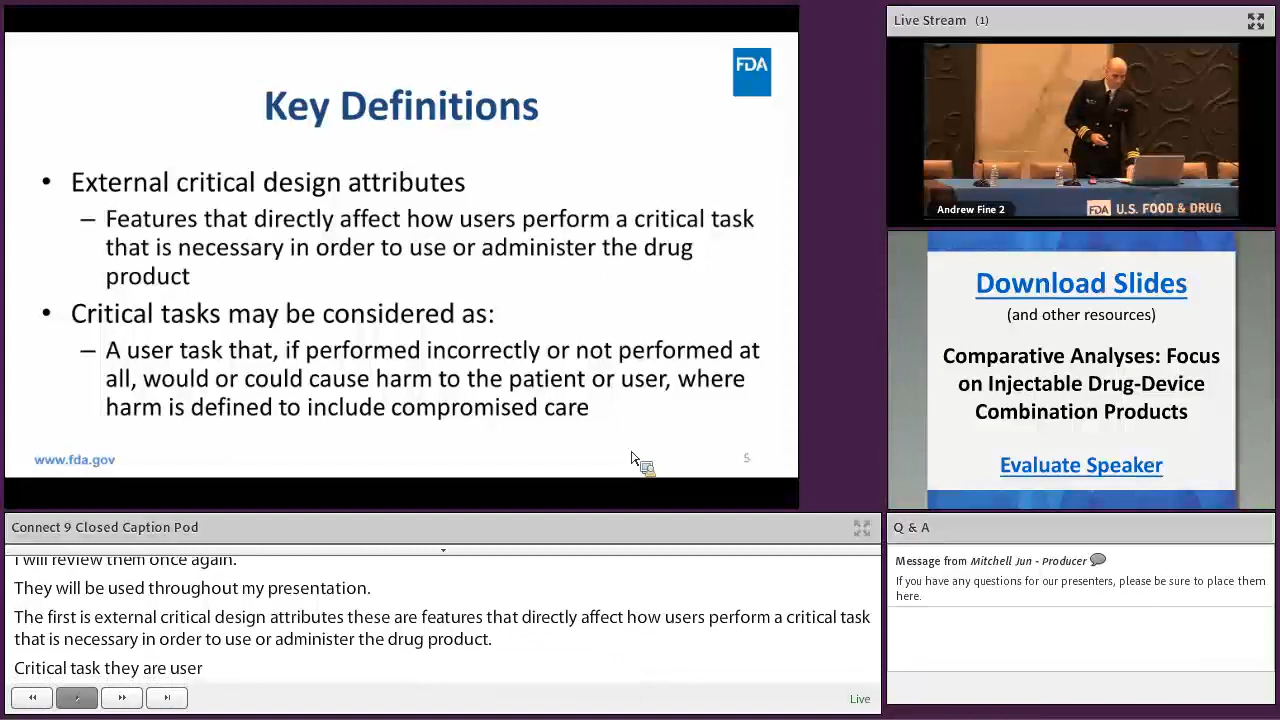 FDA
Key Definitions
• External critical design attributes
– Features that directly affect how users perform a critical task
that is necessary in order to use or administer the drug
product
• Critical tasks may be considered as:
– A user task that, if performed incorrectly or not performed at
all, would or could cause harm to the patient or user, where
harm is defined to include compromised care
www.fda.gov
5
Live Stream (1)
Andrew Fine 2
FDA U.S. FOOD & DRUG
Download Slides
(and other resources)
Comparative Analyses: Focus
on Injectable Drug-Device
Combination Products
Evaluate Speaker
Connect 9 Closed Caption Pod
I will review them once again.
They will be used throughout my presentation.
The first is external critical design attributes these are features that directly affect how users perform a critical task
that is necessary in order to use or administer the drug product.
Critical task they are user
Live
Q & A
Message from Mitchell Jun - Producer
If you have any questions for our presenters, please be sure to place them
here.